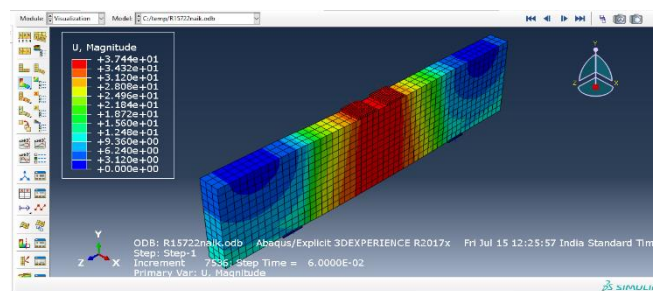 Module: Visualization Model: C:/temp/R15722naik.odb
U, Magnitude
+3.744e+01
+3.432e+01
+3.120e+01
+2.808e+01
+2.496e+01
+2.184e+01
+1.872e+01
+1.560e+01
+1.248e+01
+9.360e+00
+6.240e+00
+3.120e+00
+0.000e+00
Y
Z X
Y
Z X
ODB: R15722naik.odb Abaqus/Explicit 3DEXPERIENCE R2017x Fri Jul 15 12:25:57 India Standard Tim
Step: Step-1
Increment 7536: Step Time = 6.0000E-02
Primary Var: U, Magnitude
SIMULIA